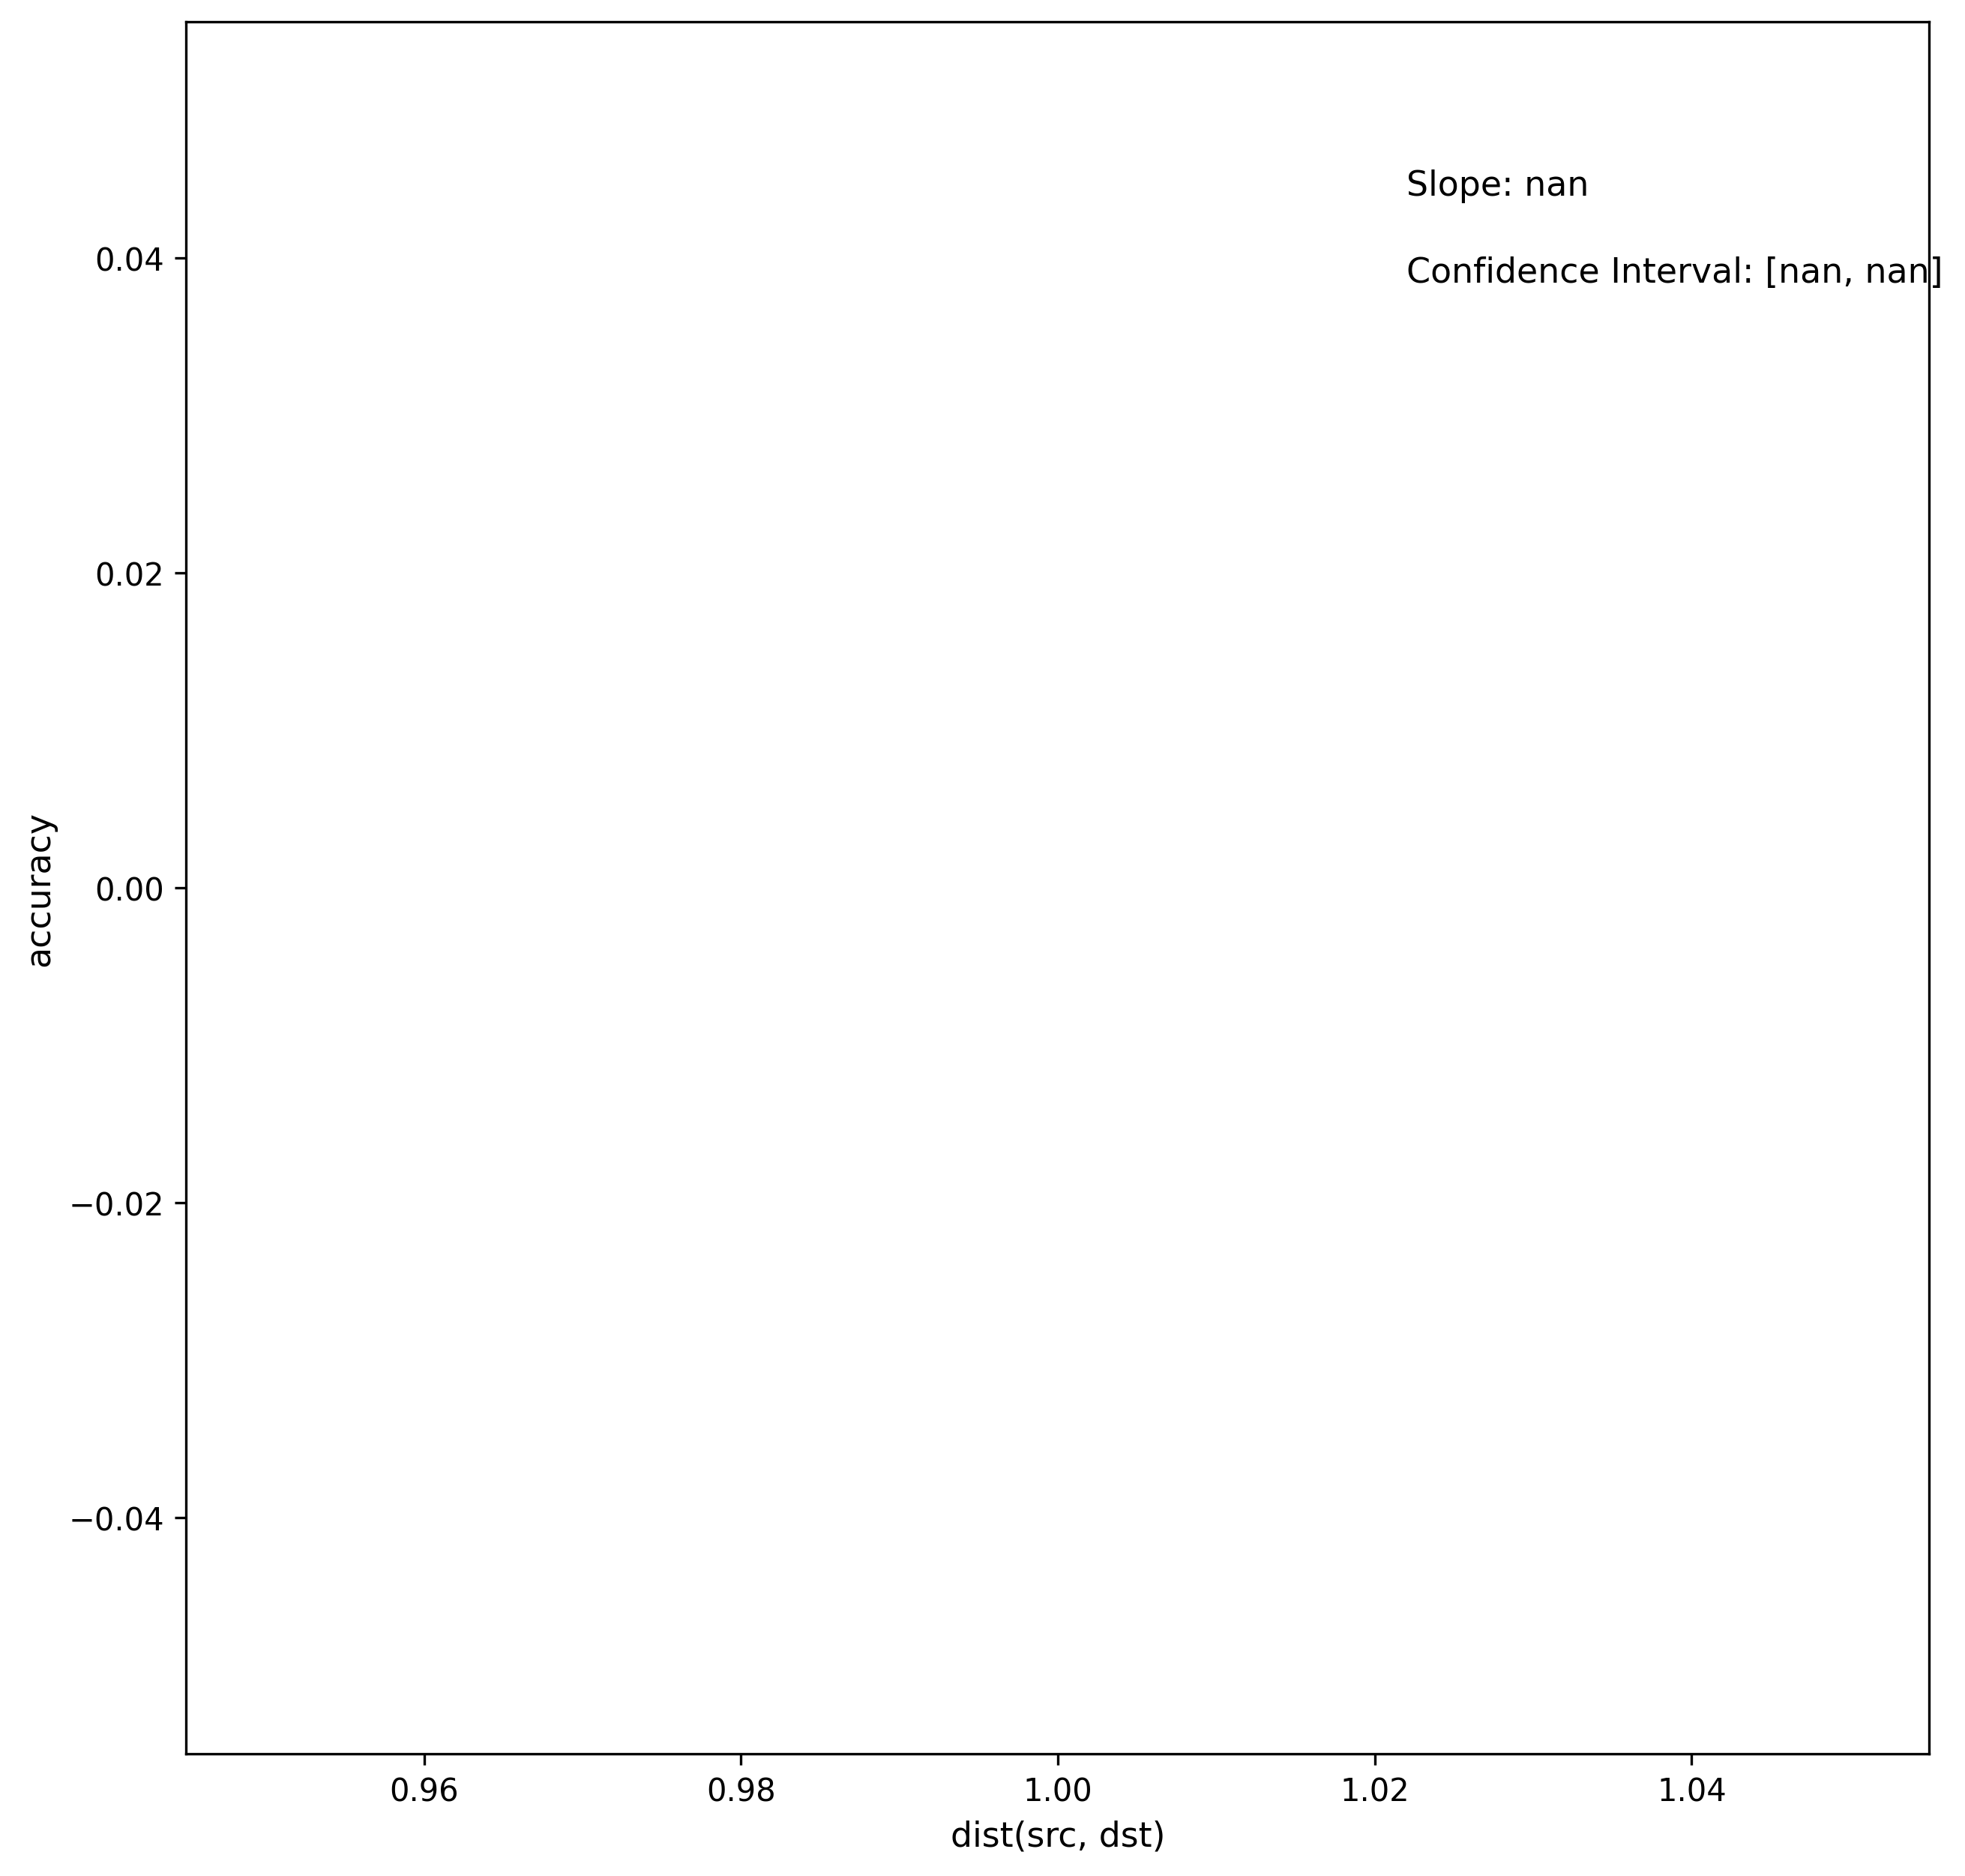 Slope: nan
Confidence Interval: [nan, nan]
0.04
0.02
0.00
−0.02
−0.04
accuracy
0.96 0.98 1.00 1.02 1.04
dist(src, dst)